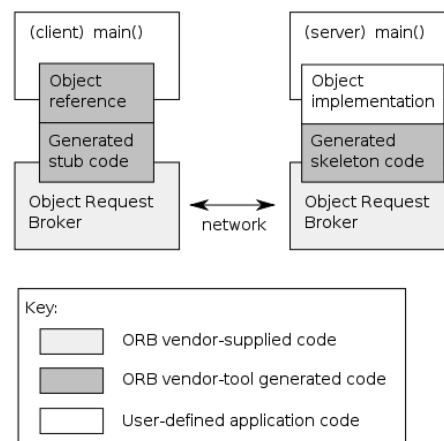 (client) main()
Object
reference
Generated
stub code
Object Request
Broker
network
(server) main()
Object
implementation
Generated
skeleton code
Object Request
Broker
Key:
ORB vendor-supplied code
ORB vendor-tool generated code
User-defined application code